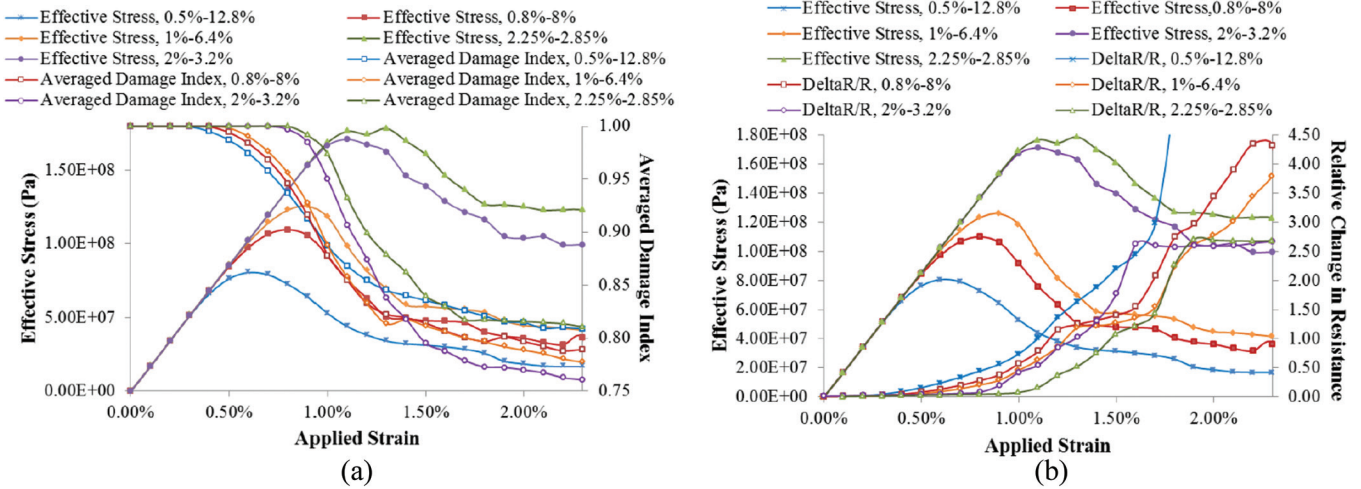 Effective Stress, 0.5%-12.8%
Effective Stress, 0.8%-8%
Effective Stress, 1%-6.4%
Effective Stress, 2.25%-2.85%
Effective Stress, 2%-3.2%
Averaged Damage Index, 0.5%-12.8%
Averaged Damage Index, 0.8%-8%
Averaged Damage Index, 1%-6.4%
Averaged Damage Index, 2%-3.2%
Averaged Damage Index, 2.25%-2.85%
Effective Stress (Pa)
1.50E+08
1.00E+08
5.00E+07
0.00E+00
0.00%
0.50%
1.00%
1.50%
2.00%
Applied Strain
1.00
0.95
0.90
0.85
0.80
0.75
Averaged Damage Index
(a)
Effective Stress, 0.5%-12.8%
Effective Stress,0.8%-8%
Effective Stress, 1%-6.4%
Effective Stress, 2%-3.2%
Effective Stress, 2.25%-2.85%
DeltaR/R, 0.5%-12.8%
DeltaR/R, 0.8%-8%
DeltaR/R, 1%-6.4%
DeltaR/R, 2%-3.2%
DeltaR/R, 2.25%-2.85%
Effective Stress (Pa)
1.80E+08
1.60E+08
1.40E+08
1.20E+08
1.00E+08
8.00E+07
6.00E+07
4.00E+07
2.00E+07
0.00E+00
0.00%
0.50%
1.00%
1.50%
2.00%
Applied Strain
4.50
4.00
3.50
3.00
2.50
2.00
1.50
1.00
0.50
0.00
Relative Change in
Resistance
(b)